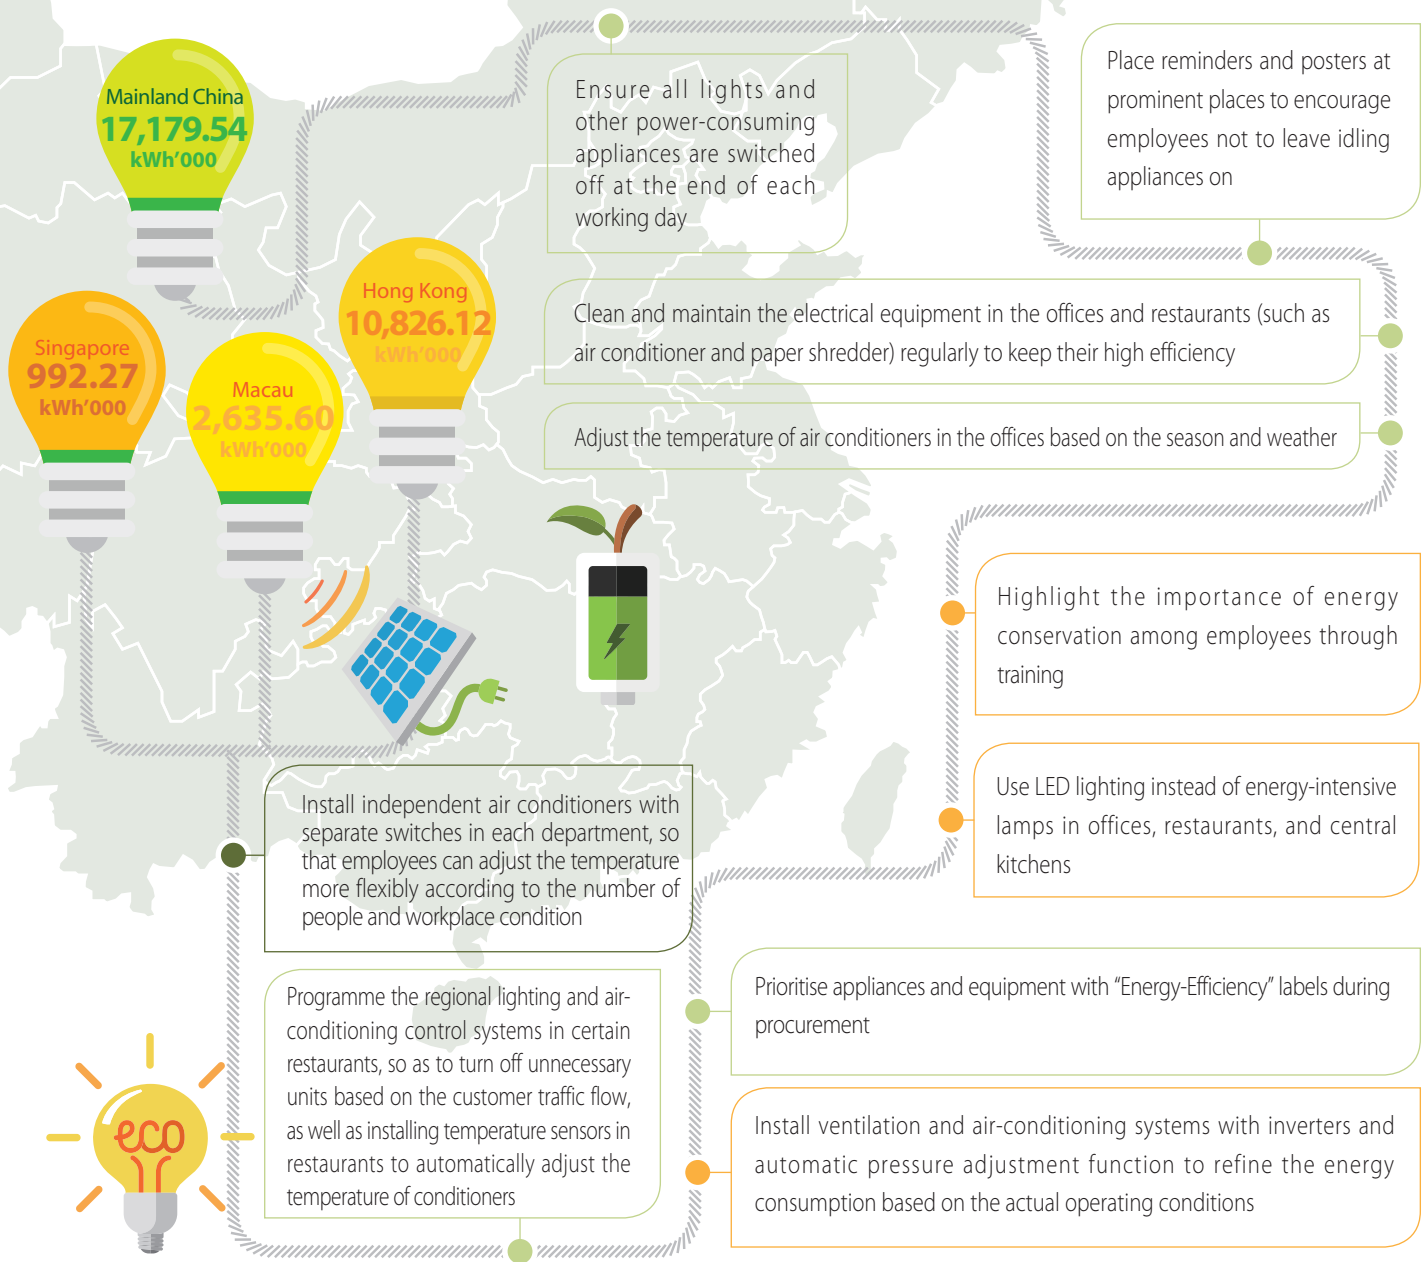 Mainland China
17,179.54
kWh'000
Hong Kong
10,826.12
kWh'000
Singapore
992.27
kWh'000
Macau
2,635.60
kWh'000
Ensure all lights and
other power-consuming
appliances are switched
off at the end of each
working day
Place reminders and posters at
prominent places to encourage
employees not to leave idling
appliances on
Clean and maintain the electrical equipment in the offices and restaurants (such as
air conditioner and paper shredder) regularly to keep their high efficiency
Adjust the temperature of air conditioners in the offices based on the season and weather
Highlight the importance of energy
conservation among employees through
training
Use LED lighting instead of energy-intensive
lamps in offices, restaurants, and central
kitchens
Install independent air conditioners with
separate switches in each department, so
that employees can adjust the temperature
more flexibly according to the number of
people and workplace condition
Programme the regional lighting and air-
conditioning control systems in certain
restaurants, so as to turn off unnecessary
units based on the customer traffic flow,
as well as installing temperature sensors in
restaurants to automatically adjust the
temperature of conditioners
Prioritise appliances and equipment with “Energy-Efficiency” labels during
procurement
Install ventilation and air-conditioning systems with inverters and
automatic pressure adjustment function to refine the energy
consumption based on the actual operating conditions
eco